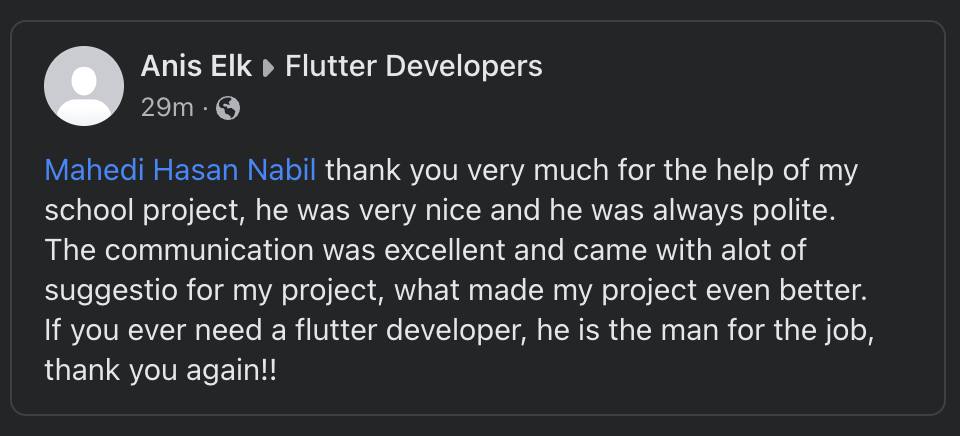 Anis Elk ▸ Flutter Developers
29m ·
Mahedi Hasan Nabil thank you very much for the help of my
school project, he was very nice and he was always polite.
The communication was excellent and came with alot of
suggestio for my project, what made my project even better.
If you ever need a flutter developer, he is the man for the job,
thank you again!!